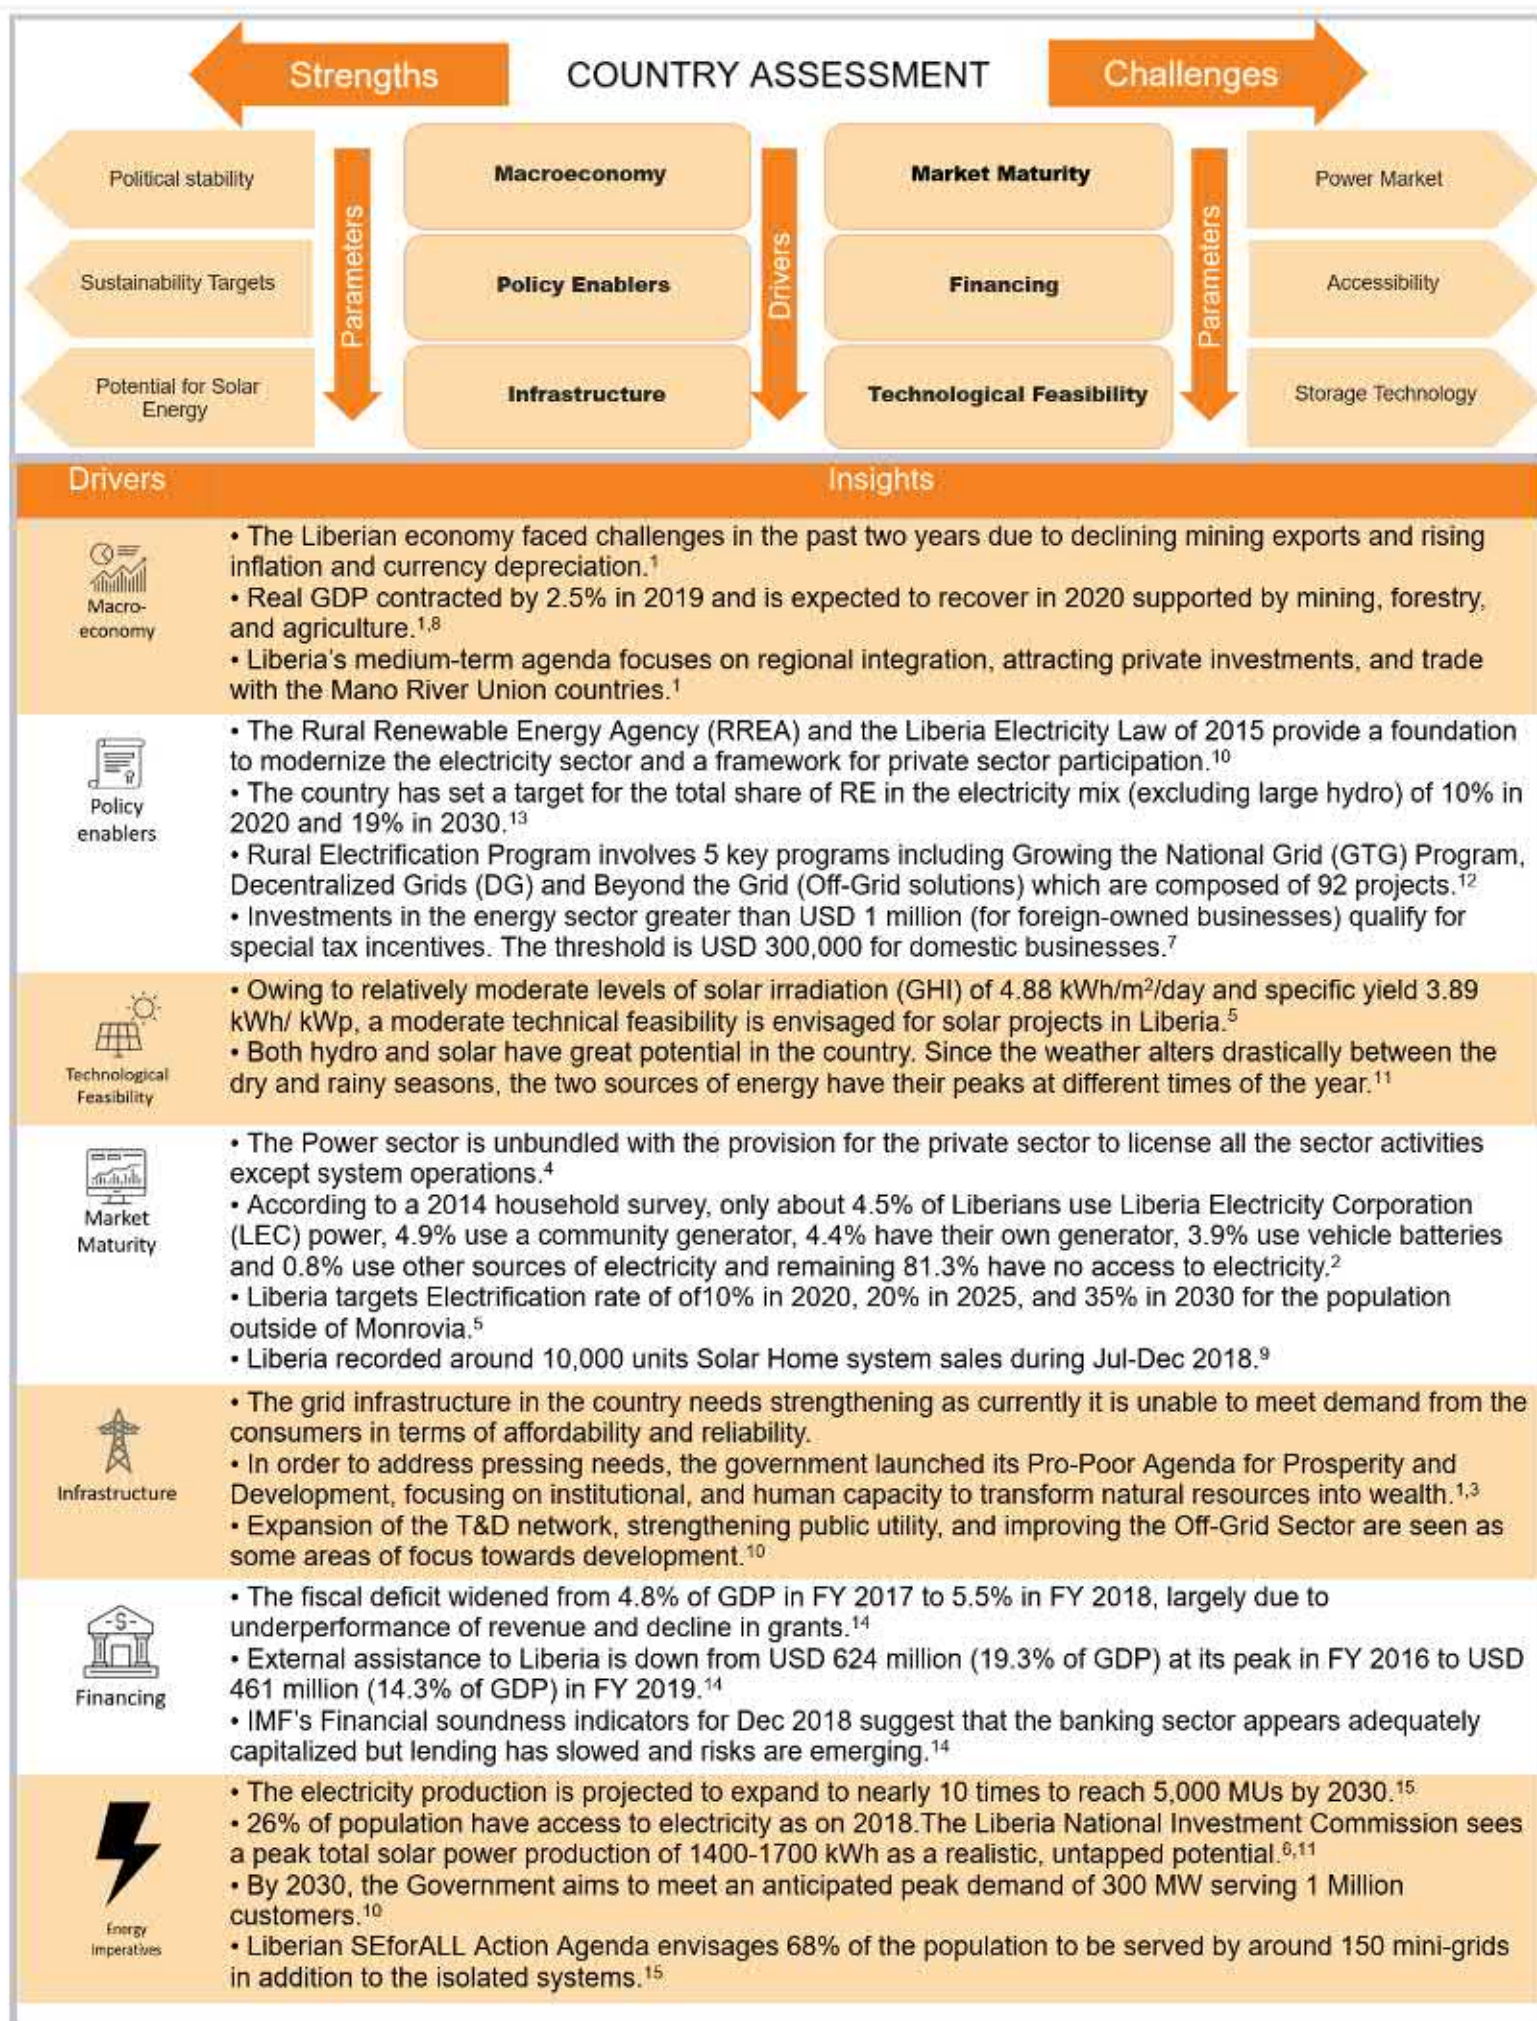 Strengths
COUNTRY ASSESSMENT
Challenges
Political stability
Sustainability Targets
Potential for Solar
Energy
Parameters
Macroeconomy
Policy Enablers
Infrastructure
Drivers
Market Maturity
Financing
Technological Feasibility
Parameters
Power Market
Accessibility
Storage Technology
Drivers
Insights
Macro-
economy
• The Liberian economy faced challenges in the past two years due to declining mining exports and rising
inflation and currency depreciation.¹
• Real GDP contracted by 2.5% in 2019 and is expected to recover in 2020 supported by mining, forestry,
and agriculture.¹,⁸
• Liberia's medium-term agenda focuses on regional integration, attracting private investments, and trade
with the Mano River Union countries.¹
Policy
enablers
• The Rural Renewable Energy Agency (RREA) and the Liberia Electricity Law of 2015 provide a foundation
to modernize the electricity sector and a framework for private sector participation.¹⁰
• The country has set a target for the total share of RE in the electricity mix (excluding large hydro) of 10% in
2020 and 19% in 2030.¹³
• Rural Electrification Program involves 5 key programs including Growing the National Grid (GTG) Program,
Decentralized Grids (DG) and Beyond the Grid (Off-Grid solutions) which are composed of 92 projects.¹²
• Investments in the energy sector greater than USD 1 million (for foreign-owned businesses) qualify for
special tax incentives. The threshold is USD 300,000 for domestic businesses.⁷
Technological
Feasibility
• Owing to relatively moderate levels of solar irradiation (GHI) of 4.88 kWh/m²/day and specific yield 3.89
kWh/ kWp, a moderate technical feasibility is envisaged for solar projects in Liberia.⁵
• Both hydro and solar have great potential in the country. Since the weather alters drastically between the
dry and rainy seasons, the two sources of energy have their peaks at different times of the year.¹¹
Market
Maturity
• The Power sector is unbundled with the provision for the private sector to license all the sector activities
except system operations.⁴
• According to a 2014 household survey, only about 4.5% of Liberians use Liberia Electricity Corporation
(LEC) power, 4.9% use a community generator, 4.4% have their own generator, 3.9% use vehicle batteries
and 0.8% use other sources of electricity and remaining 81.3% have no access to electricity.²
• Liberia targets Electrification rate of of10% in 2020, 20% in 2025, and 35% in 2030 for the population
outside of Monrovia.⁵
• Liberia recorded around 10,000 units Solar Home system sales during Jul-Dec 2018.⁹
Infrastructure
• The grid infrastructure in the country needs strengthening as currently it is unable to meet demand from the
consumers in terms of affordability and reliability.
• In order to address pressing needs, the government launched its Pro-Poor Agenda for Prosperity and
Development, focusing on institutional, and human capacity to transform natural resources into wealth.¹,³
• Expansion of the T&D network, strengthening public utility, and improving the Off-Grid Sector are seen as
some areas of focus towards development.¹⁰
-$-
Financing
• The fiscal deficit widened from 4.8% of GDP in FY 2017 to 5.5% in FY 2018, largely due to
underperformance of revenue and decline in grants.¹⁴
• External assistance to Liberia is down from USD 624 million (19.3% of GDP) at its peak in FY 2016 to USD
461 million (14.3% of GDP) in FY 2019.¹⁴
• IMF's Financial soundness indicators for Dec 2018 suggest that the banking sector appears adequately
capitalized but lending has slowed and risks are emerging.¹⁴
Energy
Imperatives
• The electricity production is projected to expand to nearly 10 times to reach 5,000 MUs by 2030.¹⁵
• 26% of population have access to electricity as on 2018.The Liberia National Investment Commission sees
a peak total solar power production of 1400-1700 kWh as a realistic, untapped potential.⁶,¹¹
• By 2030, the Government aims to meet an anticipated peak demand of 300 MW serving 1 Million
customers.¹⁰
• Liberian SEforALL Action Agenda envisages 68% of the population to be served by around 150 mini-grids
in addition to the isolated systems.¹⁵